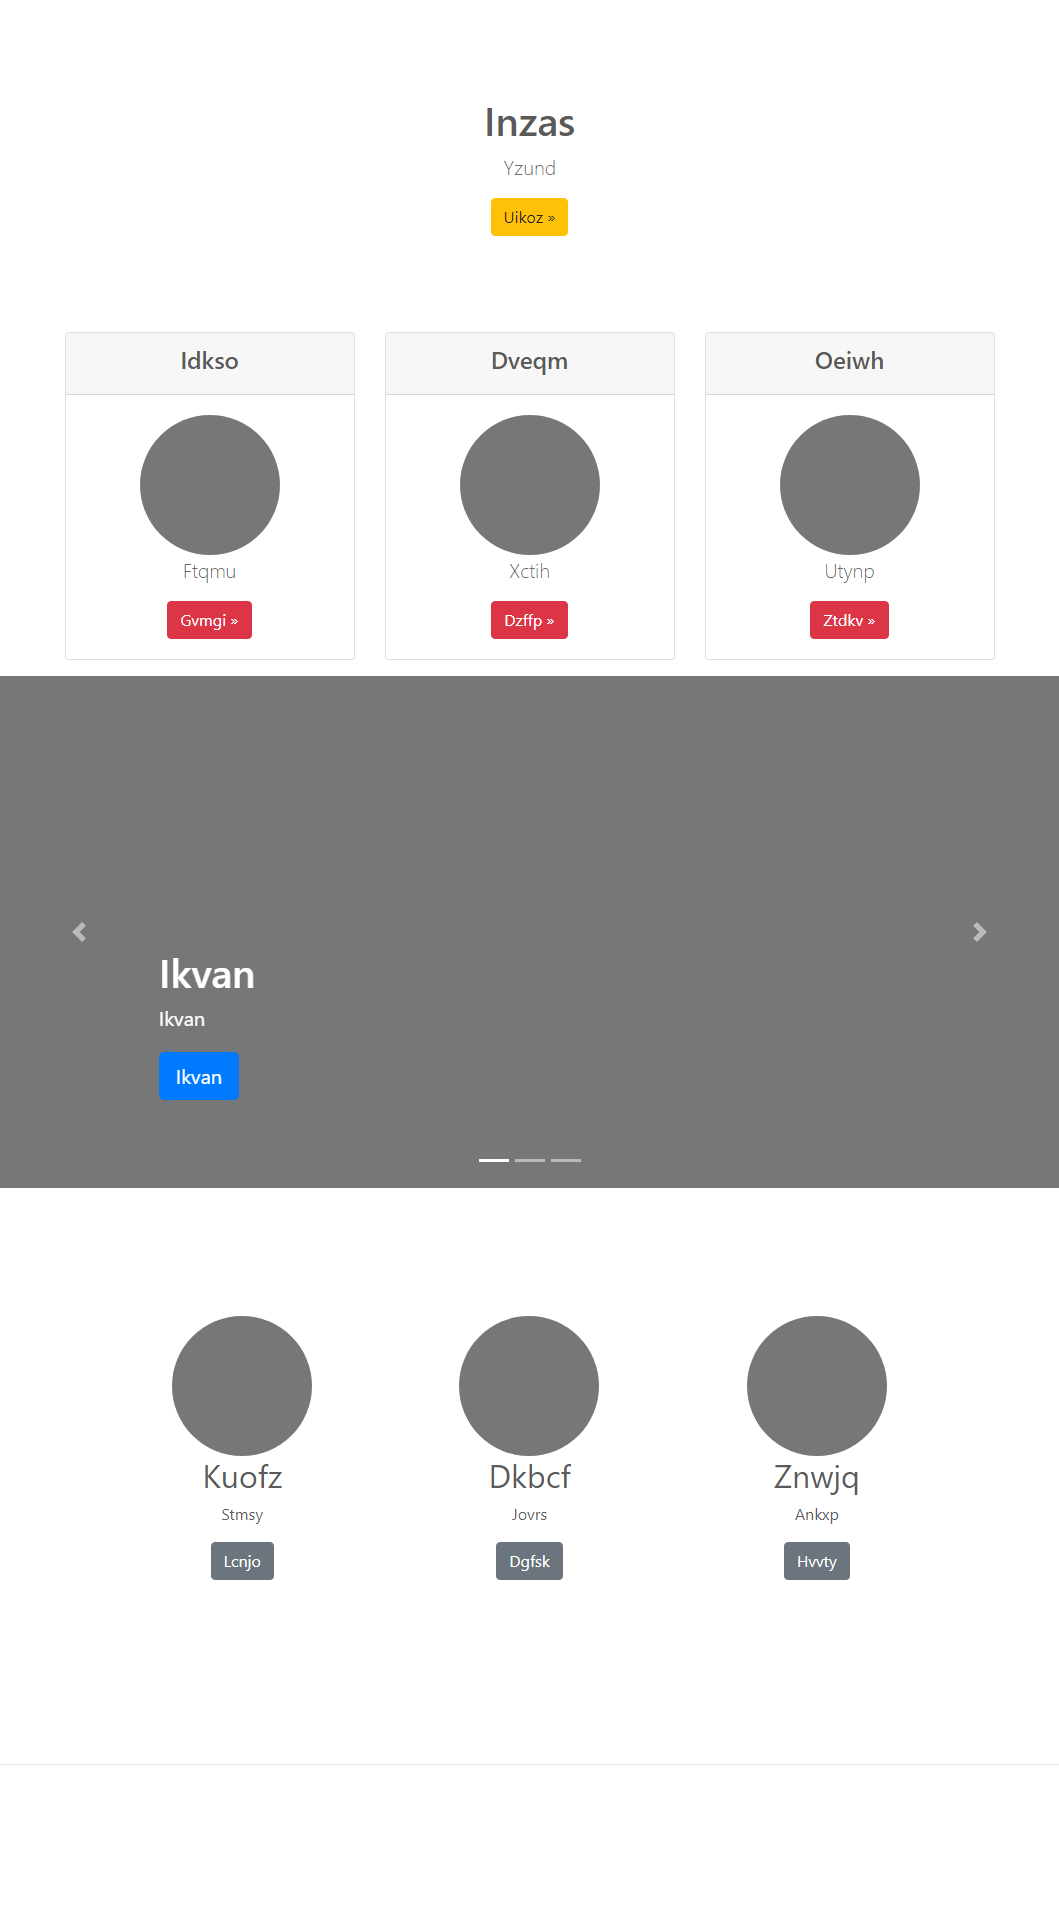 Inzas
Yzund
Uikoz »
Idkso
Dveqm
Oeiwh
Ftqmu
Xctih
Utynp
Gvmgi »
Dzffp »
Ztdkv »
Ikvan
Ikvan
Ikvan
Kuofz
Dkbcf
Znwjq
Stmsy
Jovrs
Ankxp
Lcnjo
Dgfsk
Hvvty